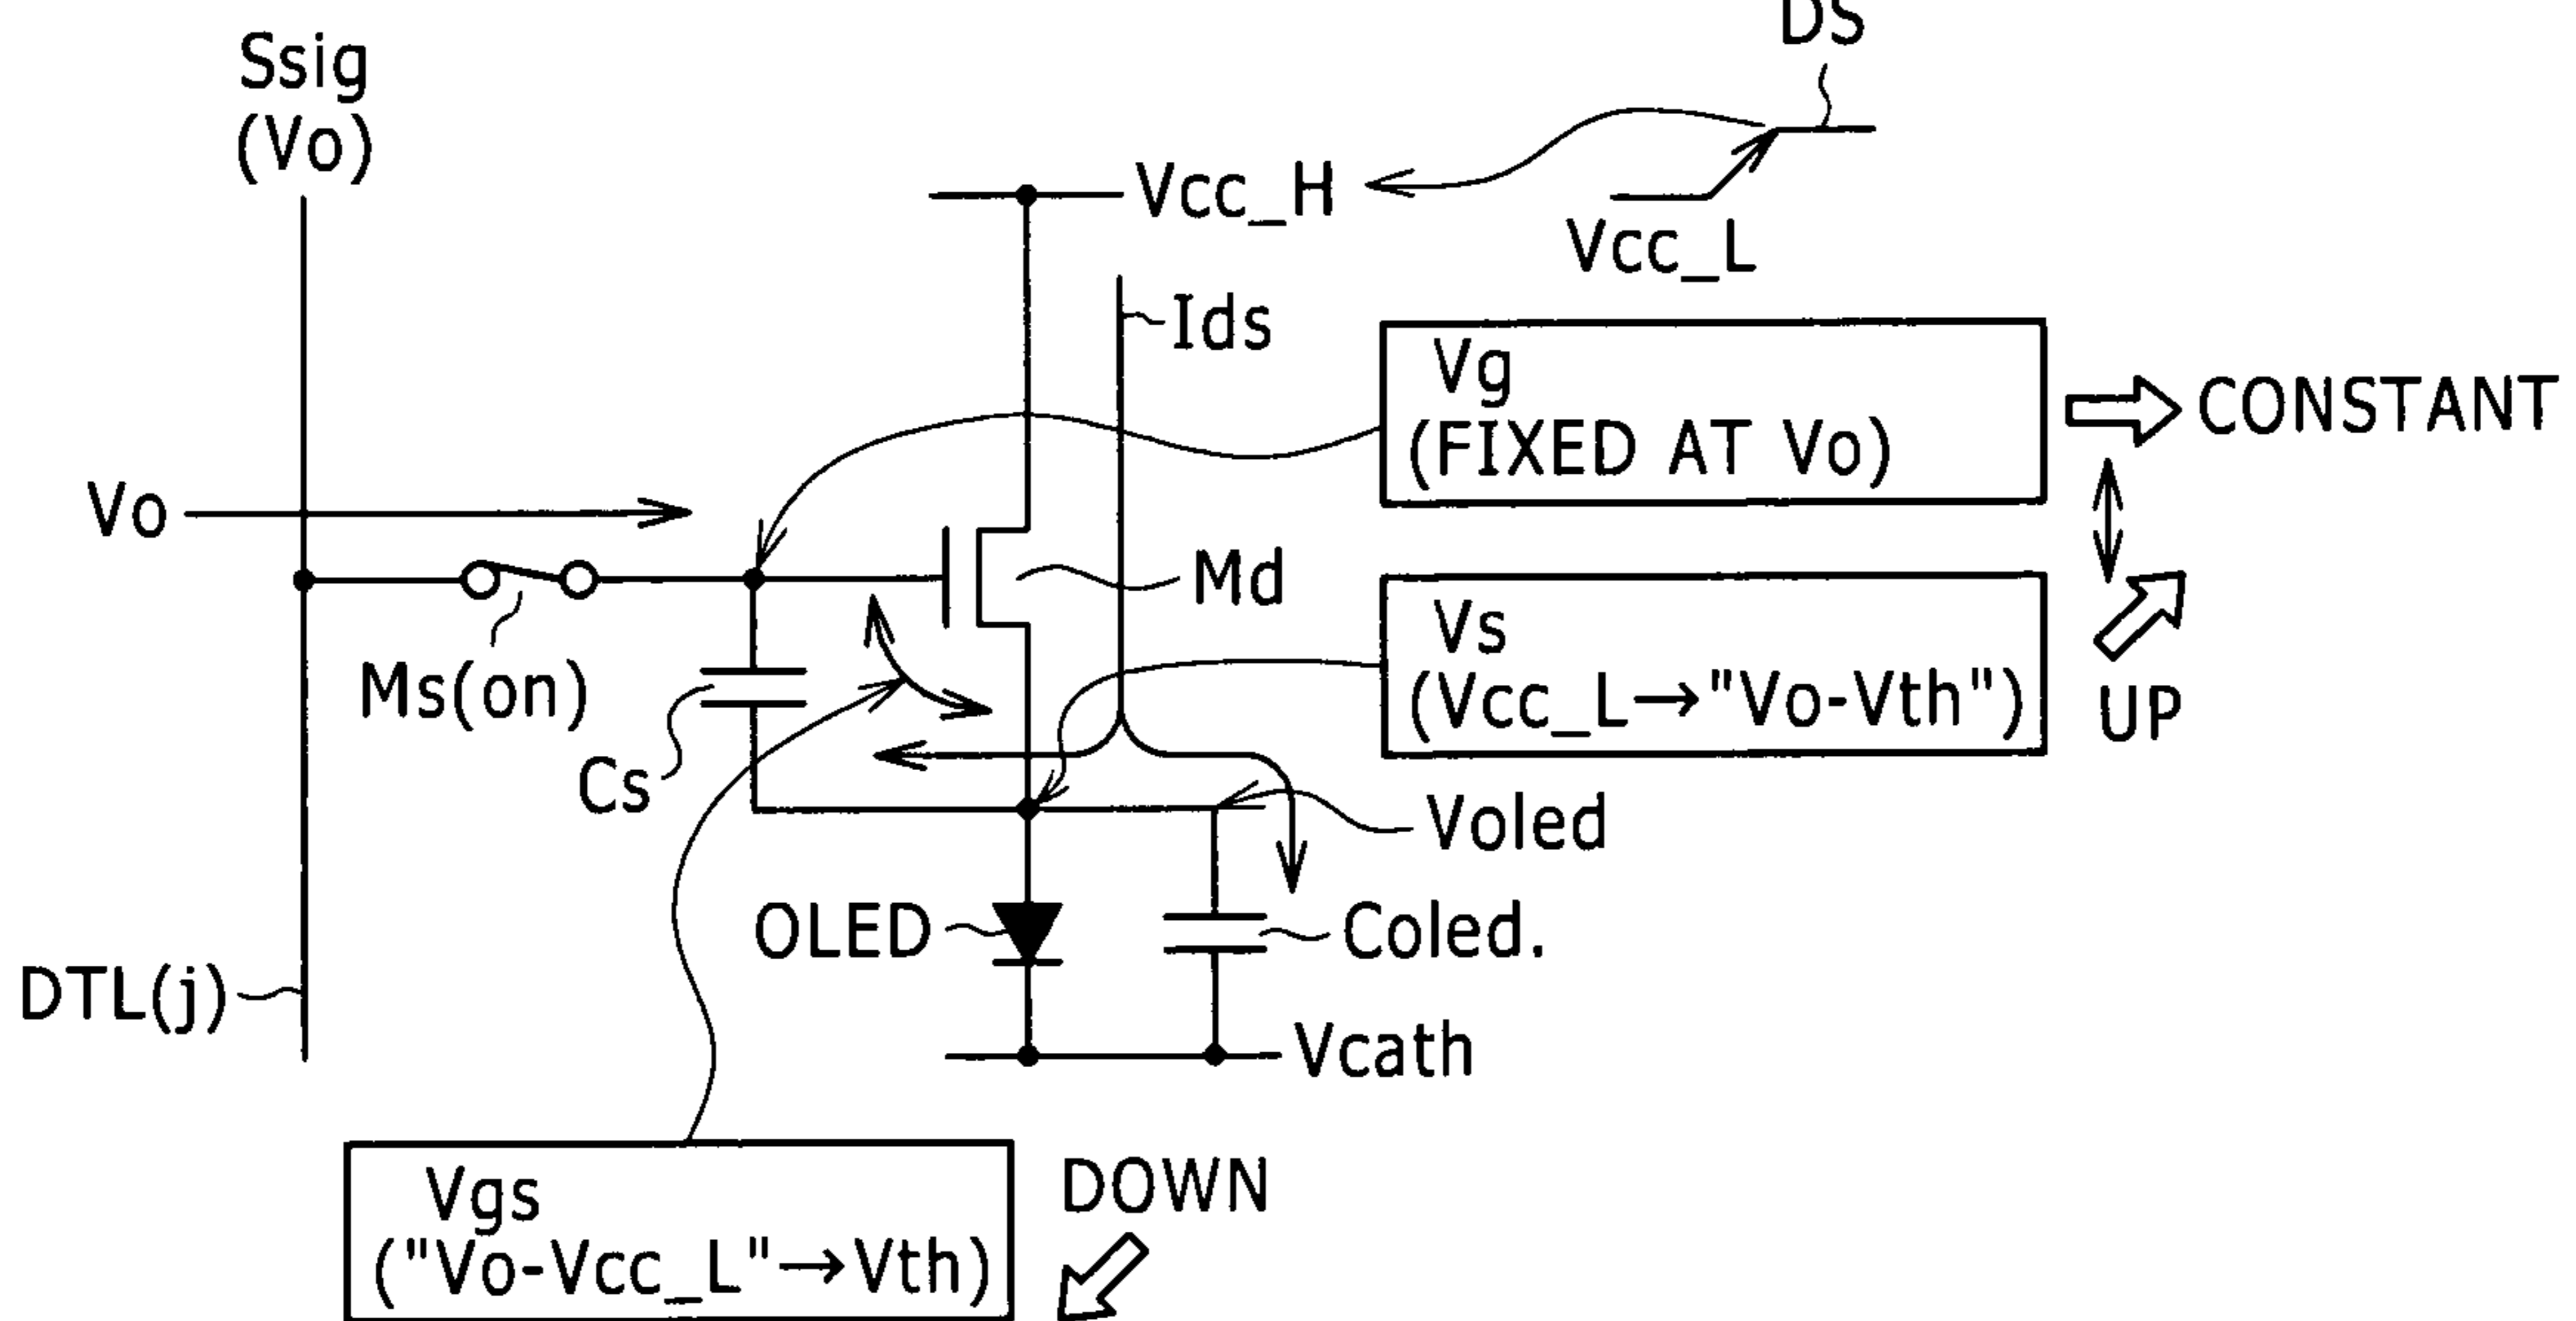 DS
Ssig
(Vo)
Vcc_H
Vcc_L
Ids
Vg
(FIXED AT Vo)
CONSTANT
Vo
Md
Vs
(Vcc_L→"Vo-Vth")
UP
Ms(on)
Cs
Voled
OLED
Coled.
DTL(j)
Vcath
Vgs
("Vo-Vcc_L"→Vth)
DOWN